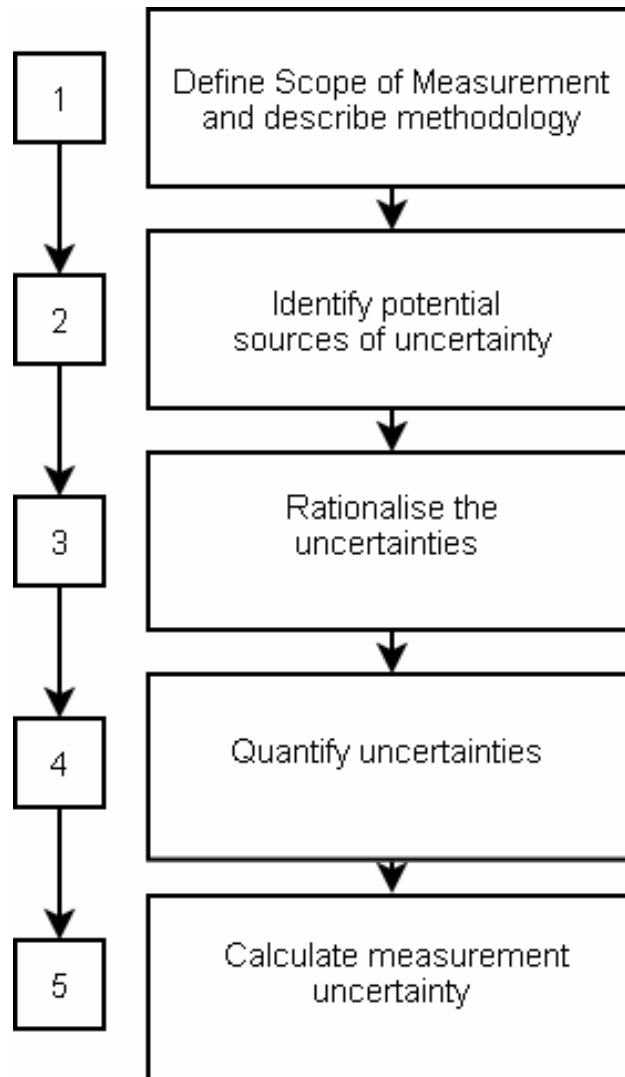 1
Define Scope of Measurement
and describe methodology
2
Identify potential
sources of uncertainty
3
Rationalise the
uncertainties
4
Quantify uncertainties
5
Calculate measurement
uncertainty